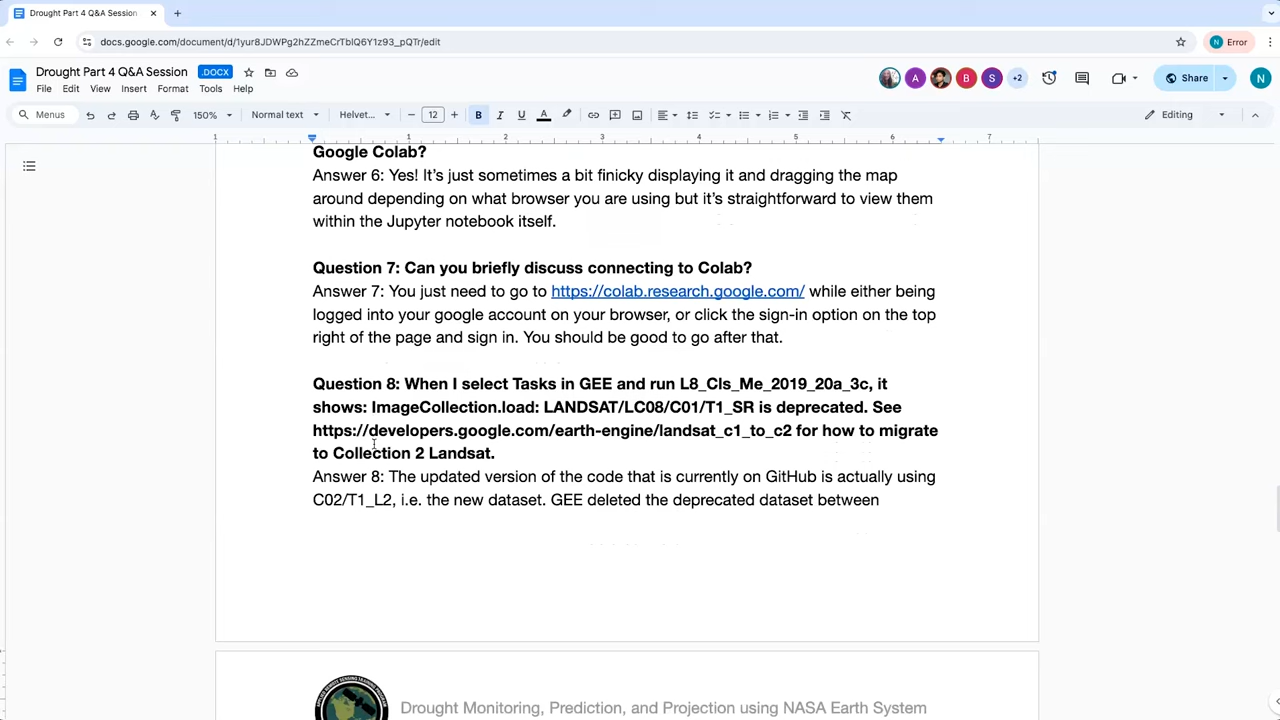 Drought Part 4 Q&A Session
docs.google.com/document/d/1yur8JDWPg2hZZmeCrTblQ6Y1z93_pQTr/edit
Error
Drought Part 4 Q&A Session .DOCX
File Edit View Insert Format Tools Help
A B S +2 Share N
Menus 150% Normal text Helvet... 12 B I U A Editing
1 1 2 3 4 5 6 7
Google Colab?
Answer 6: Yes! It’s just sometimes a bit finicky displaying it and dragging the map
around depending on what browser you are using but it’s straightforward to view them
within the Jupyter notebook itself.
Question 7: Can you briefly discuss connecting to Colab?
Answer 7: You just need to go to https://colab.research.google.com/ while either being
logged into your google account on your browser, or click the sign-in option on the top
right of the page and sign in. You should be good to go after that.
Question 8: When I select Tasks in GEE and run L8_Cls_Me_2019_20a_3c, it
shows: ImageCollection.load: LANDSAT/LC08/C01/T1_SR is deprecated. See
https://developers.google.com/earth-engine/landsat_c1_to_c2 for how to migrate
to Collection 2 Landsat.
Answer 8: The updated version of the code that is currently on GitHub is actually using
C02/T1_L2, i.e. the new dataset. GEE deleted the deprecated dataset between
Drought Monitoring, Prediction, and Projection using NASA Earth System